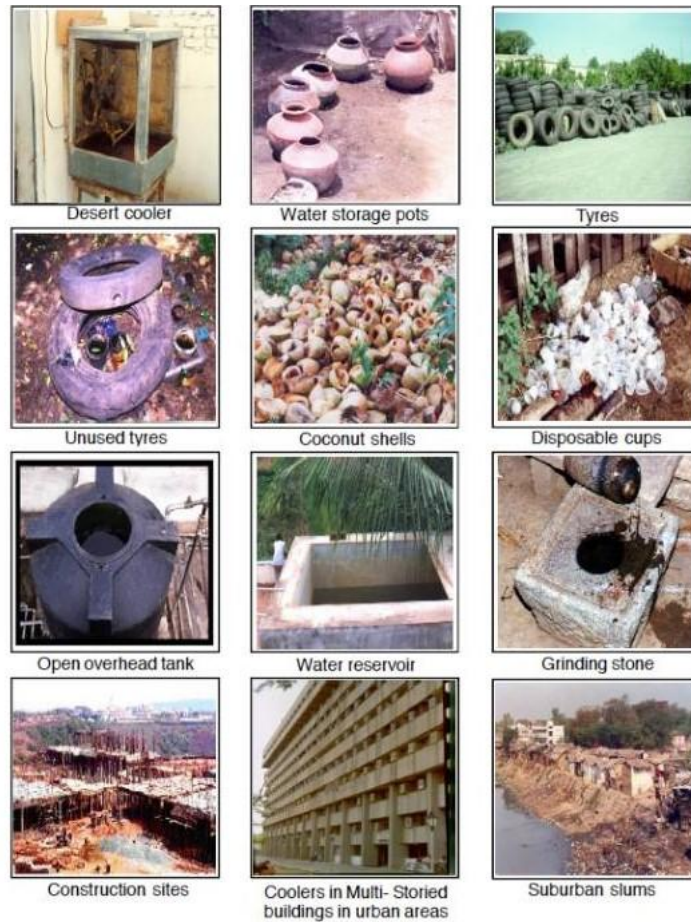 Desert cooler
Water storage pots
Tyres
Unused tyres
Coconut shells
Disposable cups
Open overhead tank
Water reservoir
Grinding stone
Construction sites
Coolers in Multi- Storied
buildings in urban areas
Suburban slums